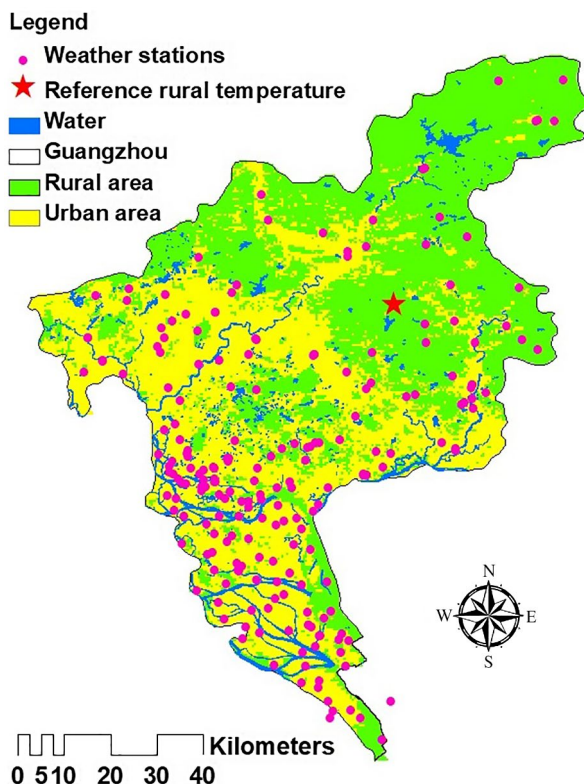 Legend
Weather stations
Reference rural temperature
Water
Guangzhou
Rural area
Urban area
N
W E
S
Kilometers
0 5 10 20 30 40